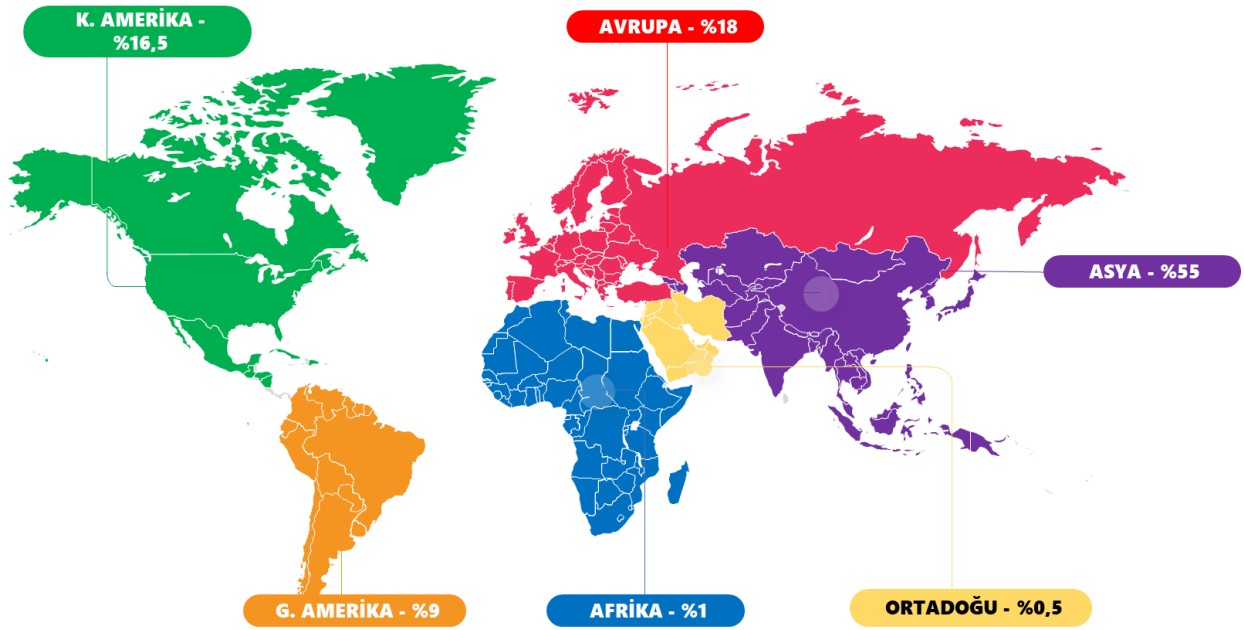 K. AMERİKA -
%16,5
AVRUPA - %18
ASYA - %55
G. AMERİKA - %9
AFRİKA - %1
ORTADOĞU - %0,5